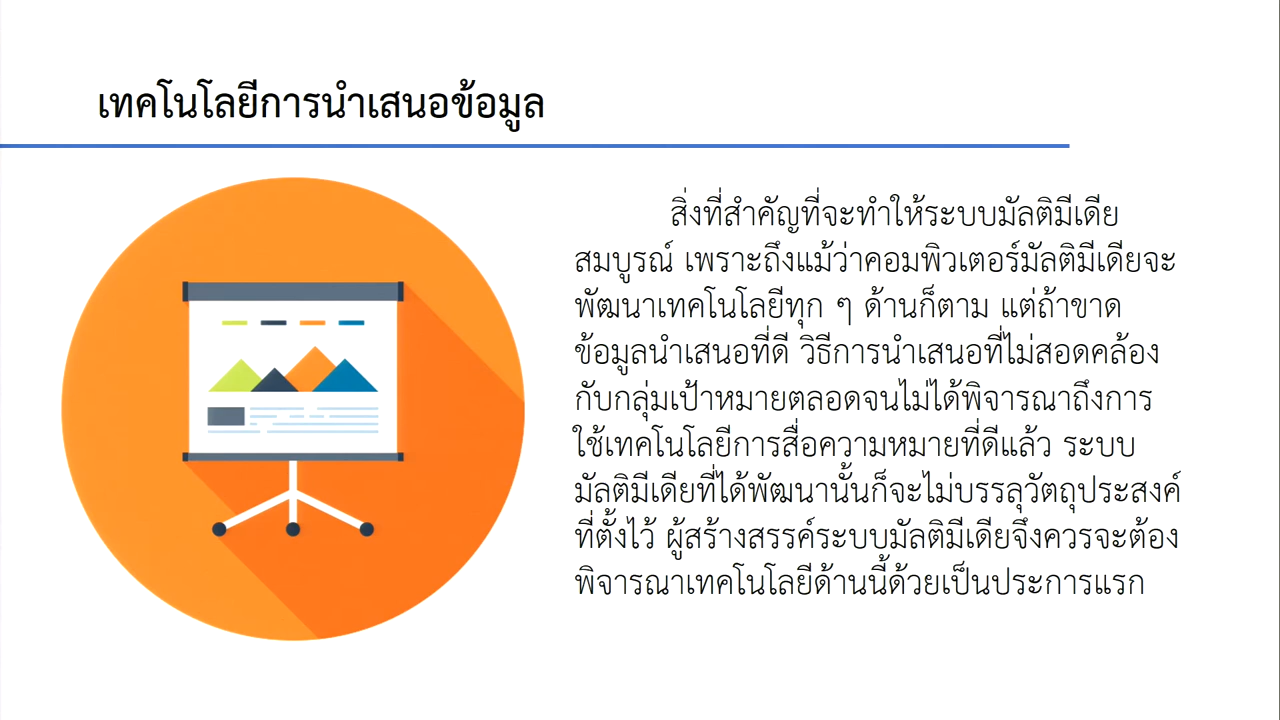 เทคโนโลยีการนำเสนอข้อมูล
สิ่งที่สำคัญที่จะทำให้ระบบมัลติมีเดีย
สมบูรณ์ เพราะถึงแม้ว่าคอมพิวเตอร์มัลติมีเดียจะ
พัฒนาเทคโนโลยีทุก ๆ ด้านก็ตาม แต่ถ้าขาด
ข้อมูลนำเสนอที่ดี วิธีการนำเสนอที่ไม่สอดคล้อง
กับกลุ่มเป้าหมายตลอดจนไม่ได้พิจารณาถึงการ
ใช้เทคโนโลยีการสื่อความหมายที่ดีแล้ว ระบบ
มัลติมีเดียที่ได้พัฒนานั้นก็จะไม่บรรลุวัตถุประสงค์
ที่ตั้งไว้ ผู้สร้างสรรค์ระบบมัลติมีเดียจึงควรจะต้อง
พิจารณาเทคโนโลยีด้านนี้ด้วยเป็นประการแรก